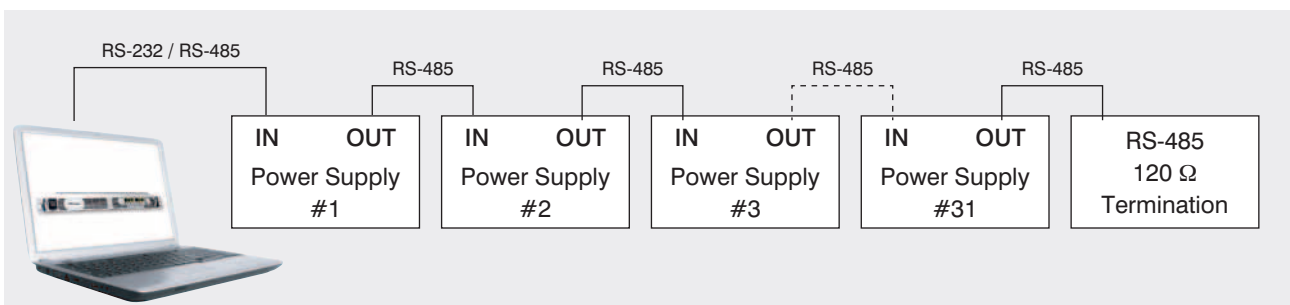 RS-232 / RS-485
RS-485
RS-485
RS-485
RS-485
IN OUT
Power Supply
#1
IN OUT
Power Supply
#2
IN OUT
Power Supply
#3
IN OUT
Power Supply
#31
RS-485
120 Ω
Termination